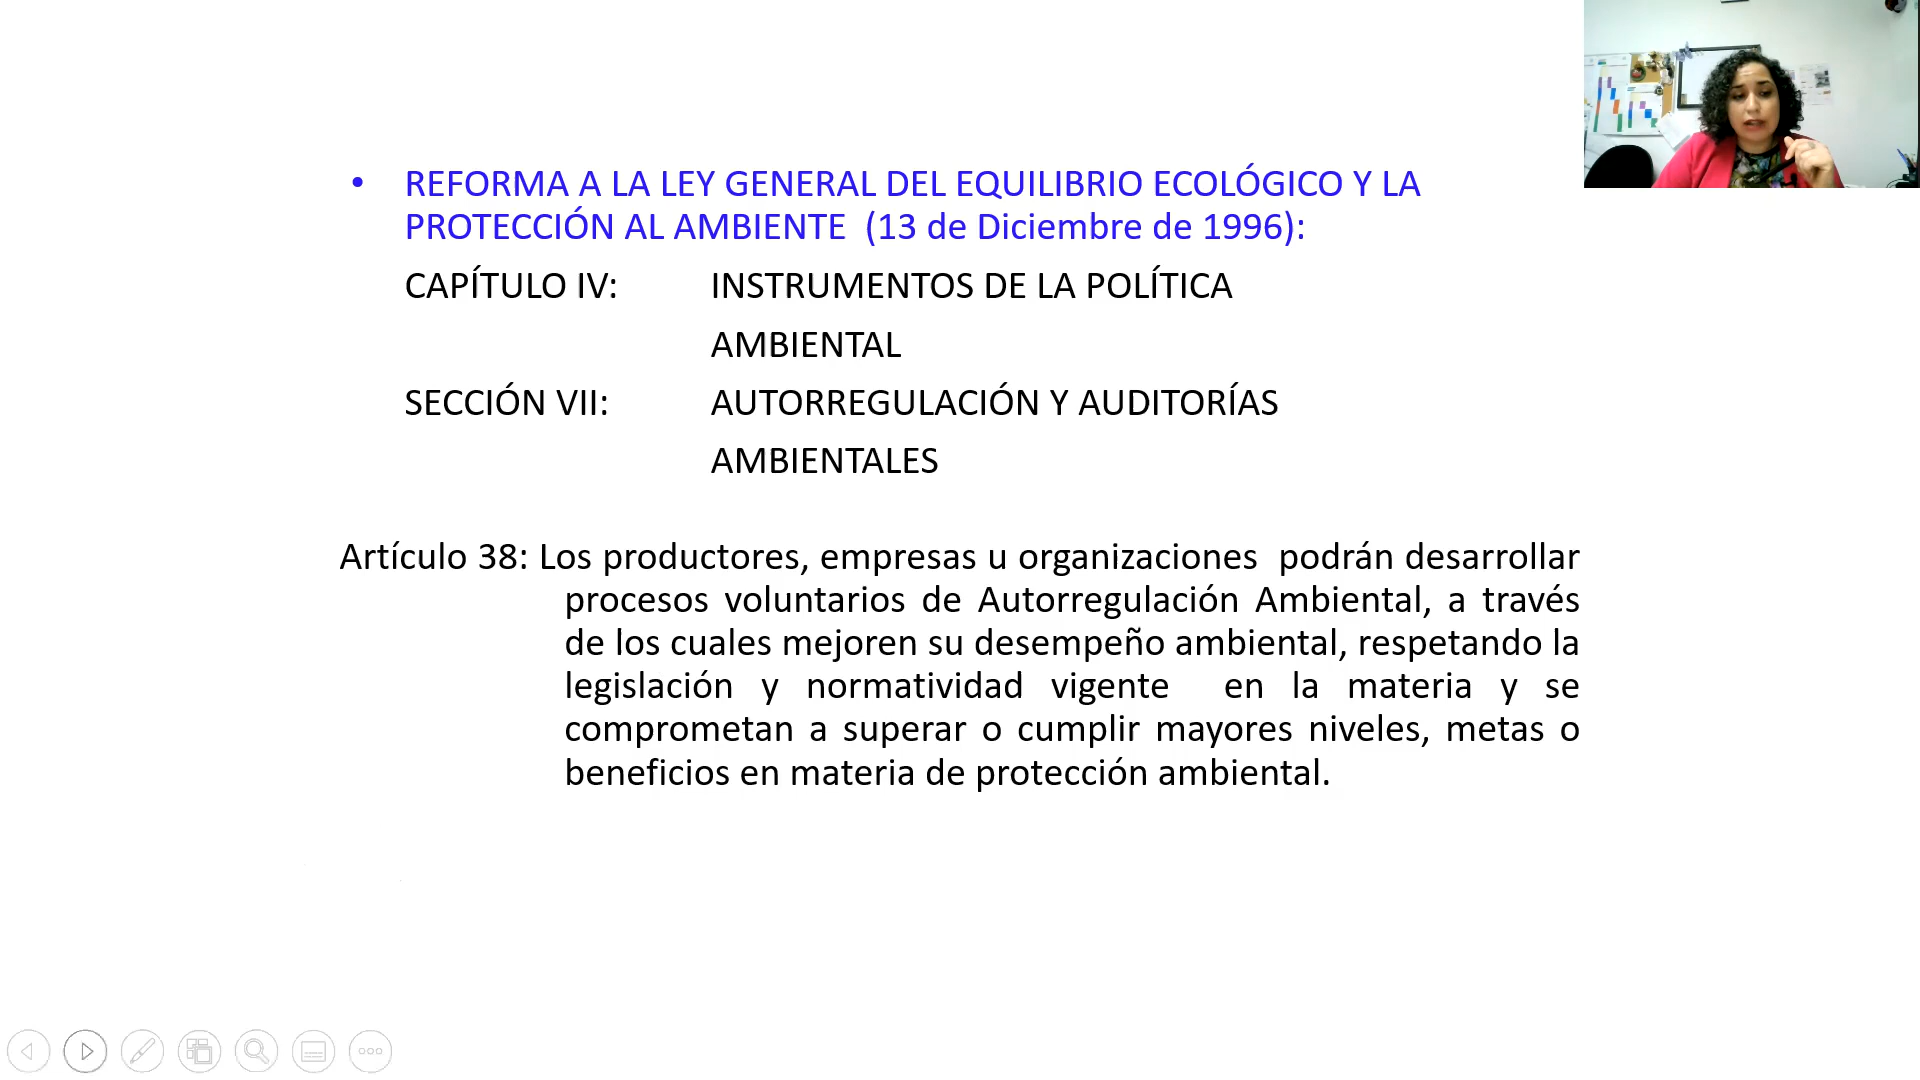 • REFORMA A LA LEY GENERAL DEL EQUILIBRIO ECOLÓGICO Y LA
PROTECCIÓN AL AMBIENTE (13 de Diciembre de 1996):
CAPÍTULO IV: INSTRUMENTOS DE LA POLÍTICA
AMBIENTAL
SECCIÓN VII: AUTORREGULACIÓN Y AUDITORÍAS
AMBIENTALES
Artículo 38: Los productores, empresas u organizaciones podrán desarrollar
procesos voluntarios de Autorregulación Ambiental, a través
de los cuales mejoren su desempeño ambiental, respetando la
legislación y normatividad vigente en la materia y se
comprometan a superar o cumplir mayores niveles, metas o
beneficios en materia de protección ambiental.